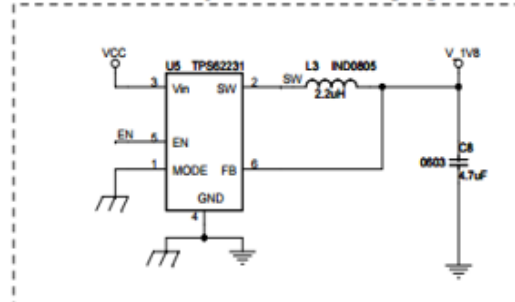 VCC
U5 TPS62231
L3 IND0805
V_1V8
3 Vin SW 2 SW
2.2uH
EN 5 EN
C8
0603
4.7uF
1 MODE FB 6
GND
4